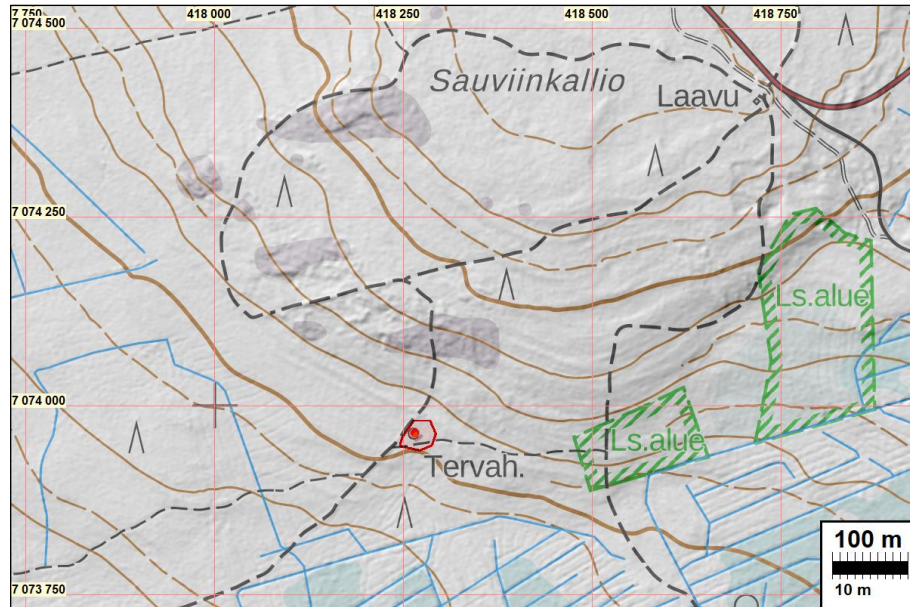 7 750
418 000
418 250
418 500
418 750
7 074 500
Sauviinkallio
Laavu
7 074 250
Ls.alue
7 074 000
Ls.alue
Tervah.
100 m
10 m
7 073 750